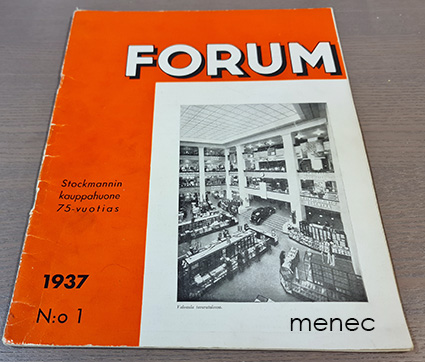 FORUM
Stockmannin
kauppahuone
75-vuotias
1937
N:o 1
menec